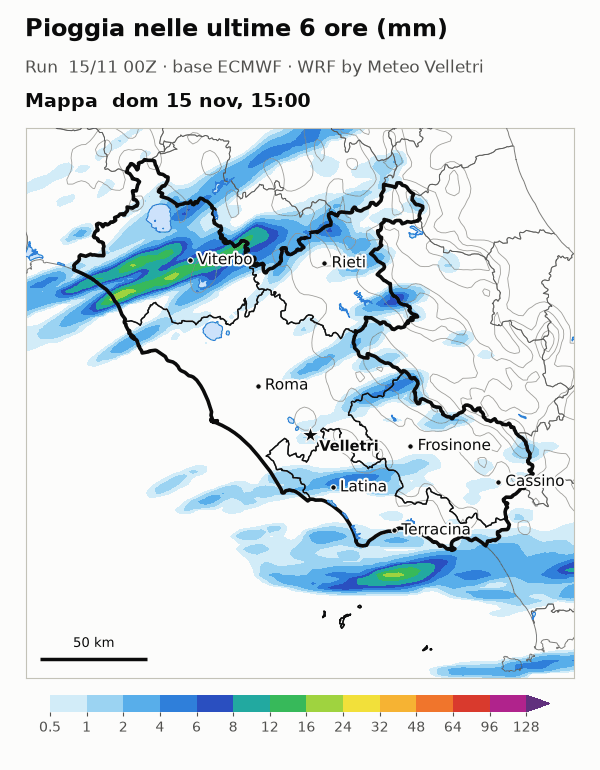 Pioggia nelle ultime 6 ore (mm)
Run  15/11 00Z · base ECMWF · WRF by Meteo Velletri
Mappa  dom 15 nov, 15:00
Viterbo
Rieti
Roma
Velletri
Frosinone
Latina
Cassino
Terracina
50 km
0.5 1 2 4 6 8 12 16 24 32 48 64 96 128